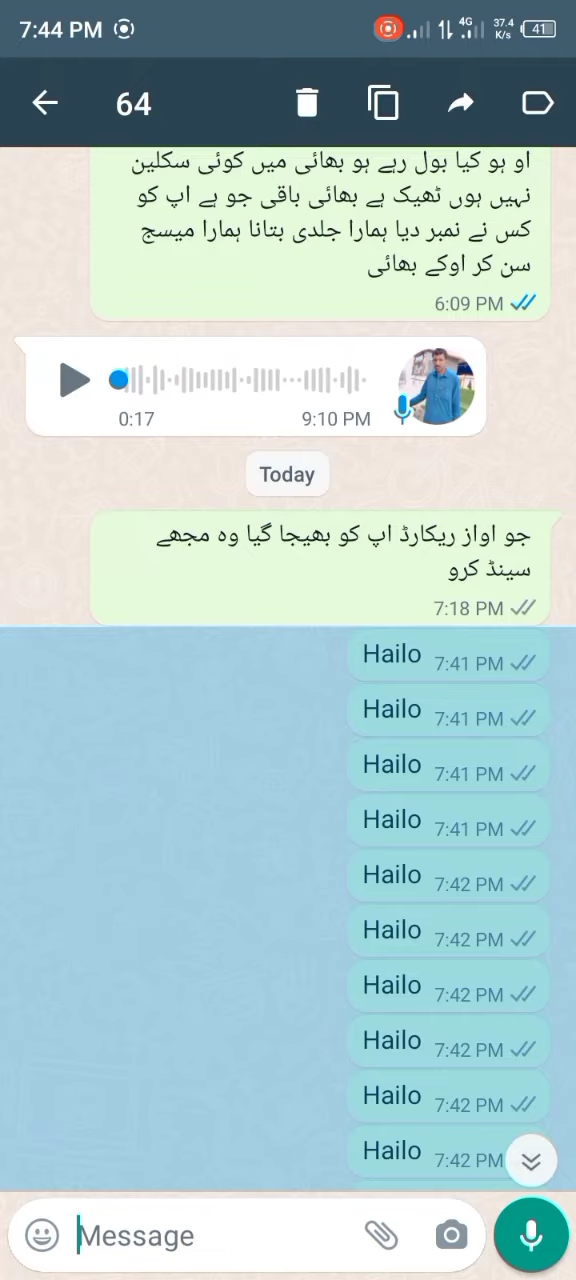 7:44 PM 4G 37.4 K/s 41
64
او ہو کیا بول رہے ہو بھائی میں کوئی سکلین
نہیں ہوں ٹھیک ہے بھائی باقی جو ہے اپ کو
کس نے نمبر دیا ہمارا جلدی بتانا ہمارا میسج
سن کر اوکے بھائی
6:09 PM
0:17 9:10 PM
Today
جو اواز ریکارڈ اپ کو بھیجا گیا وہ مجھے
سینڈ کرو
7:18 PM
Hailo 7:41 PM
Hailo 7:41 PM
Hailo 7:41 PM
Hailo 7:41 PM
Hailo 7:42 PM
Hailo 7:42 PM
Hailo 7:42 PM
Hailo 7:42 PM
Hailo 7:42 PM
Hailo 7:42 PM
Message